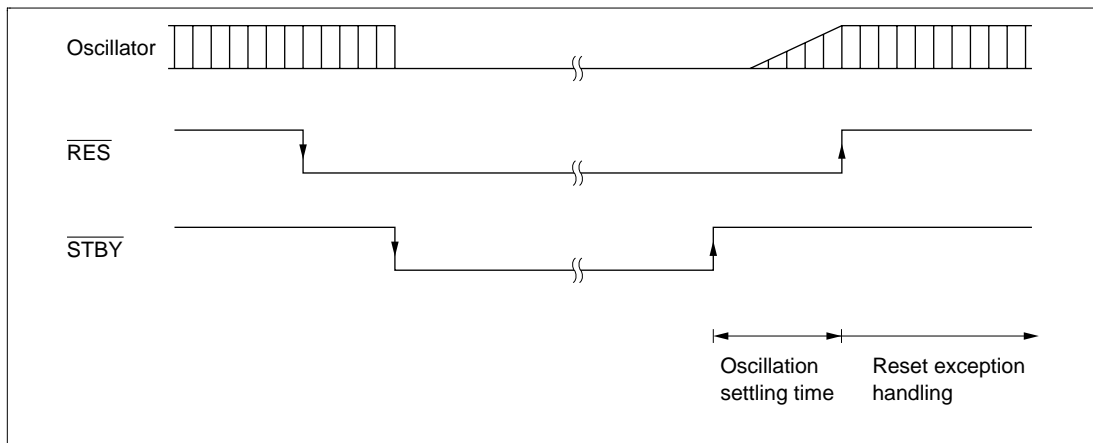 Oscillator
RES
STBY
Oscillation
settling time
Reset exception
handling